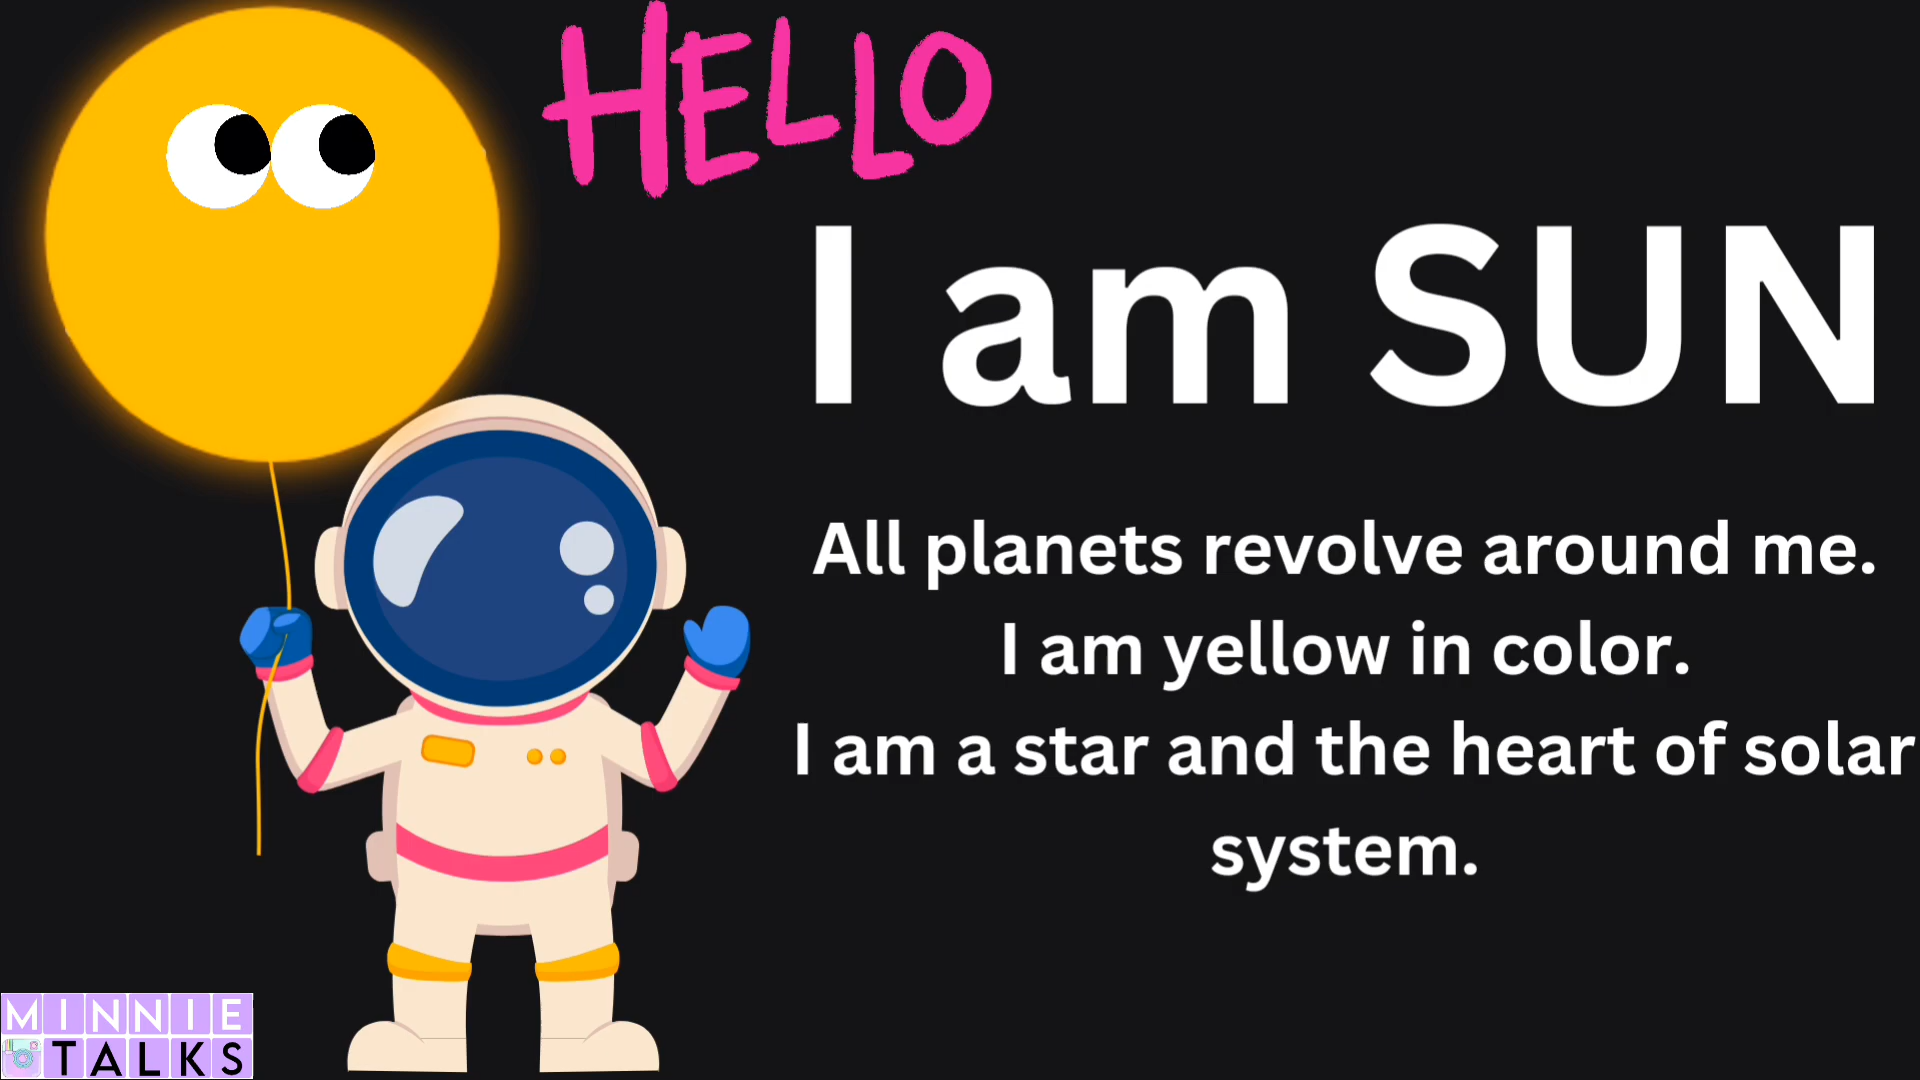 HELLO
I am SUN
All planets revolve around me.
I am yellow in color.
I am a star and the heart of solar
system.
MINNIE
TALKS